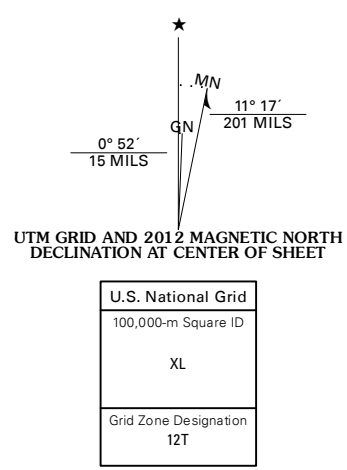 ★
MN
11° 17´
201 MILS
GN
0° 52´
15 MILS
UTM GRID AND 2012 MAGNETIC NORTH
DECLINATION AT CENTER OF SHEET
U.S. National Grid
100,000-m Square ID
XL
Grid Zone Designation
12T